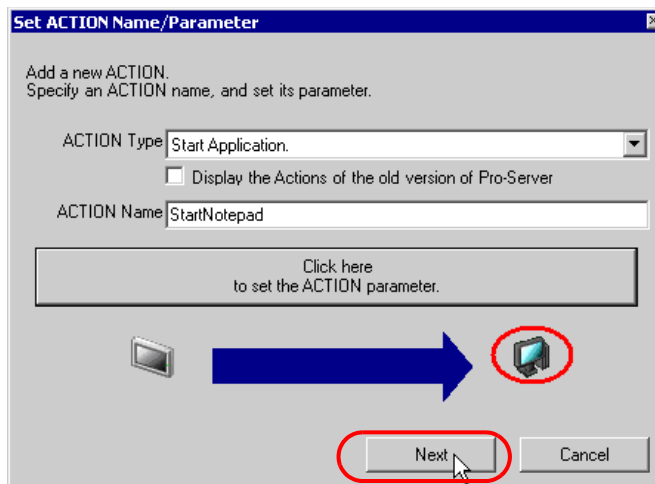 Set ACTION Name/Parameter
Add a new ACTION.
Specify an ACTION name, and set its parameter.
ACTION Type Start Application.
Display the Actions of the old version of Pro-Server
ACTION Name StartNotepad
Click here
to set the ACTION parameter.
Next Cancel